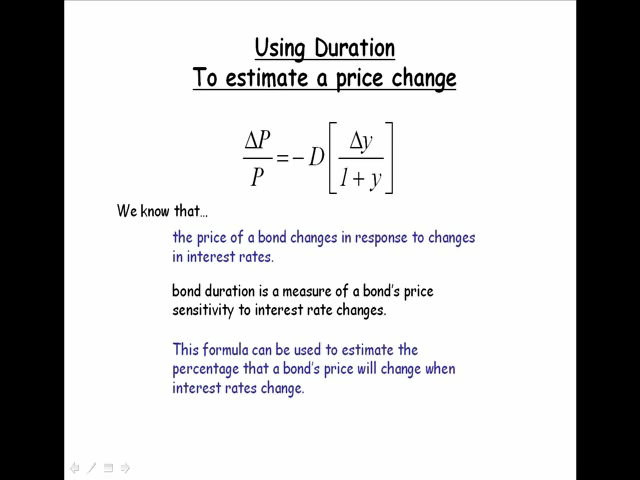 Using Duration
To estimate a price change
ΔP/P = − D [Δy/1 + y]
We know that…
the price of a bond changes in response to changes
in interest rates.
bond duration is a measure of a bond's price
sensitivity to interest rate changes.
This formula can be used to estimate the
percentage that a bond's price will change when
interest rates change.